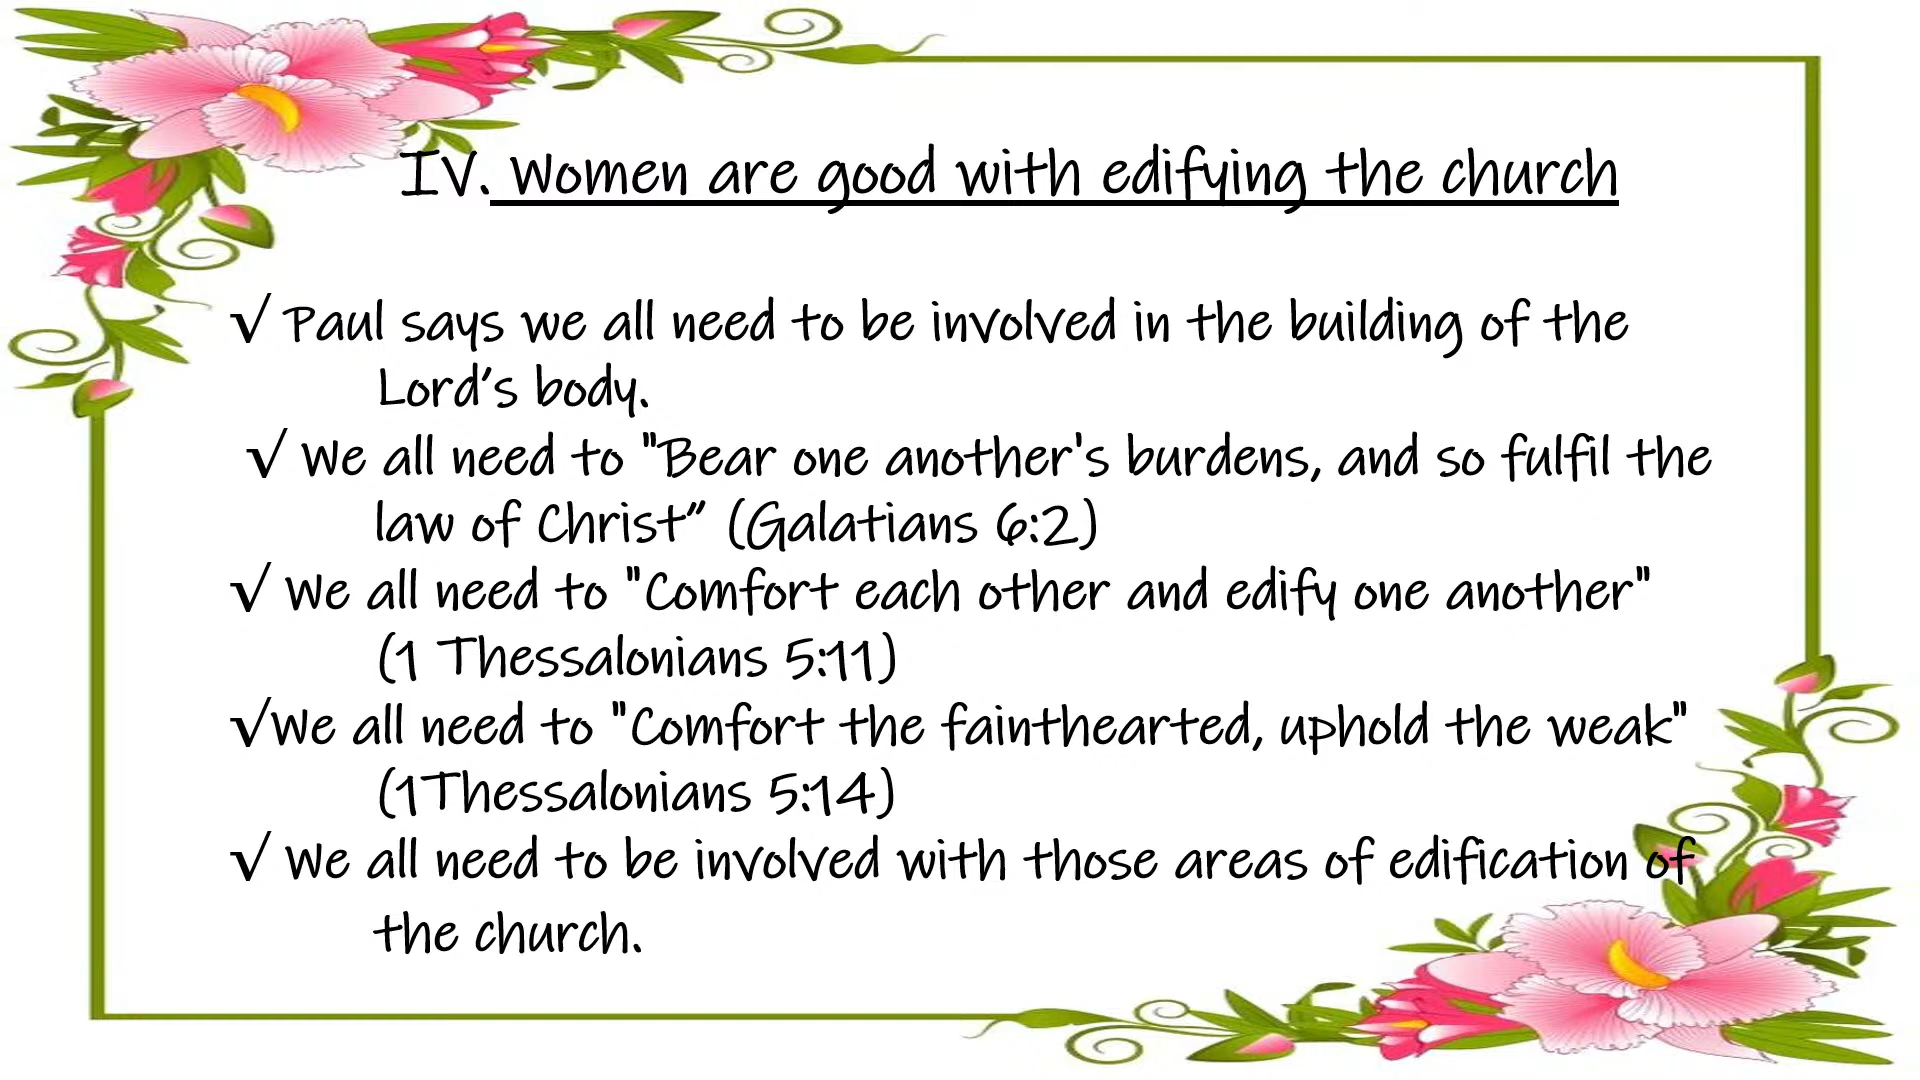 IV. Women are good with edifying the church
√ Paul says we all need to be involved in the building of the
Lord’s body.
√ We all need to "Bear one another's burdens, and so fulfil the
law of Christ” (Galatians 6:2)
√ We all need to "Comfort each other and edify one another"
(1 Thessalonians 5:11)
√We all need to "Comfort the fainthearted, uphold the weak"
(1Thessalonians 5:14)
√ We all need to be involved with those areas of edification of
the church.